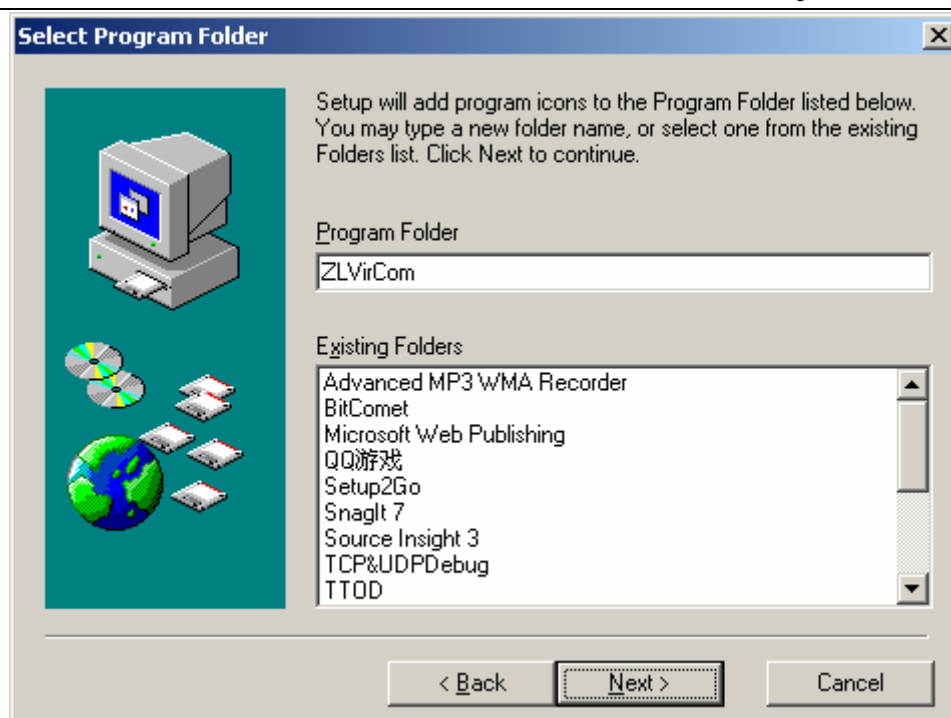 Select Program Folder
Setup will add program icons to the Program Folder listed below.
You may type a new folder name, or select one from the existing
Folders list. Click Next to continue.
Program Folder
ZLVirCom
Existing Folders
Advanced MP3 WMA Recorder
BitComet
Microsoft Web Publishing
QQ游戏
Setup2Go
SnagIt 7
Source Insight 3
TCP&UDPDebug
TTOD
< Back
Next >
Cancel